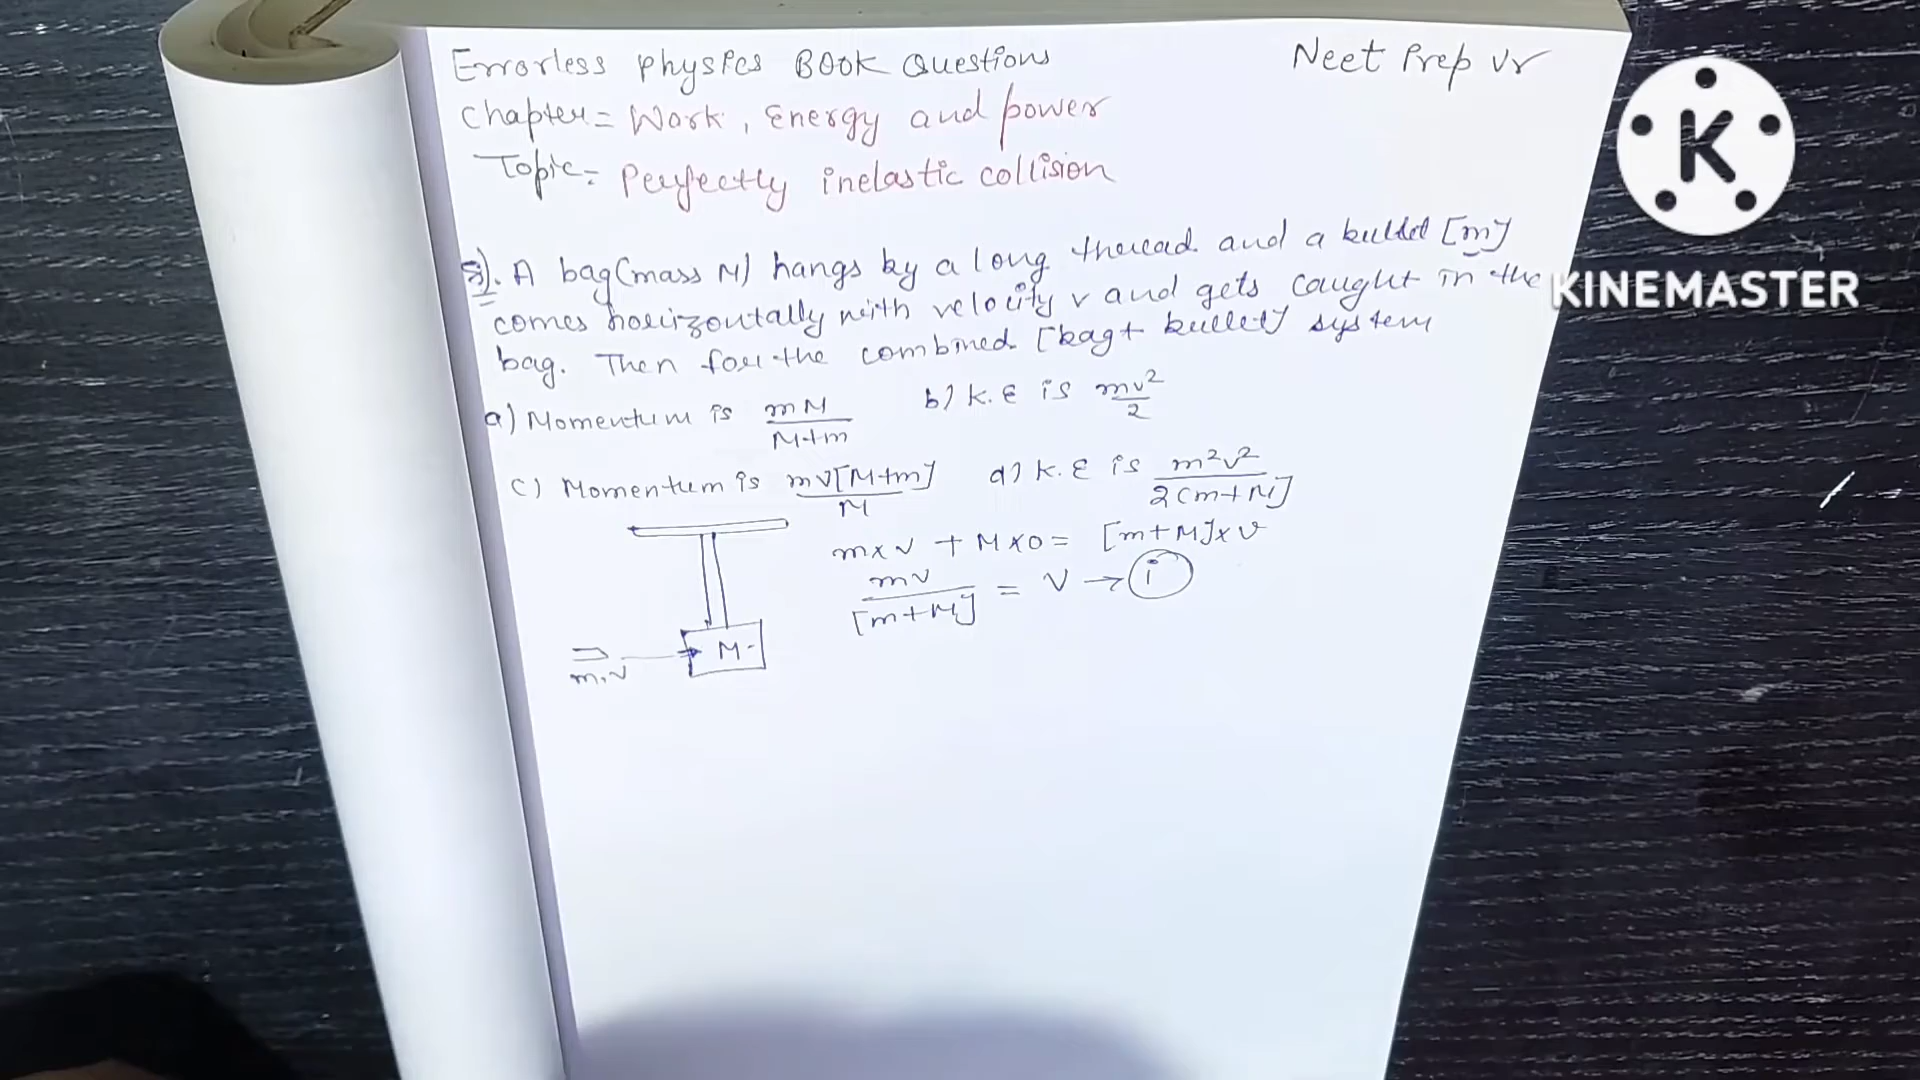 Errorless physics BOOK Questions
Neet Prep Vr
Chapter = Work, Energy and power
Topic = Perfectly inelastic collision
Q). A bag (mass M) hangs by a long thread and a bullet [m]
comes horizontally with velocity v and gets caught in the
bag. Then for the combined [bag + bullet] system
a) Momentum is mM/M+m
b) K.E is mv²/2
c) Momentum is mv[M+m]/M
d) K.E is m²v²/2(m+M]
m×v + M×0 = [m+M]×v
mv/[m+M] = v → i
M
m,v
K
KINEMASTER